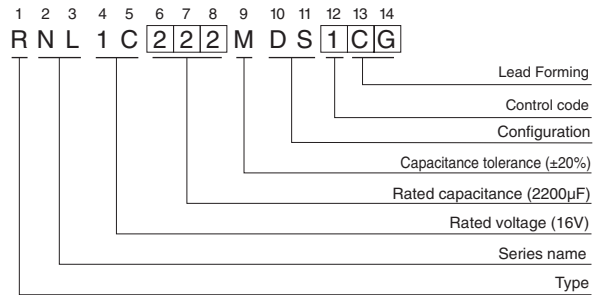 1 2 3 4 5 6 7 8 9 10 11 12 13 14
R N L 1 C 2 2 2 M D S 1 C G
Lead Forming
Control code
Configuration
Capacitance tolerance (±20%)
Rated capacitance (2200µF)
Rated voltage (16V)
Series name
Type